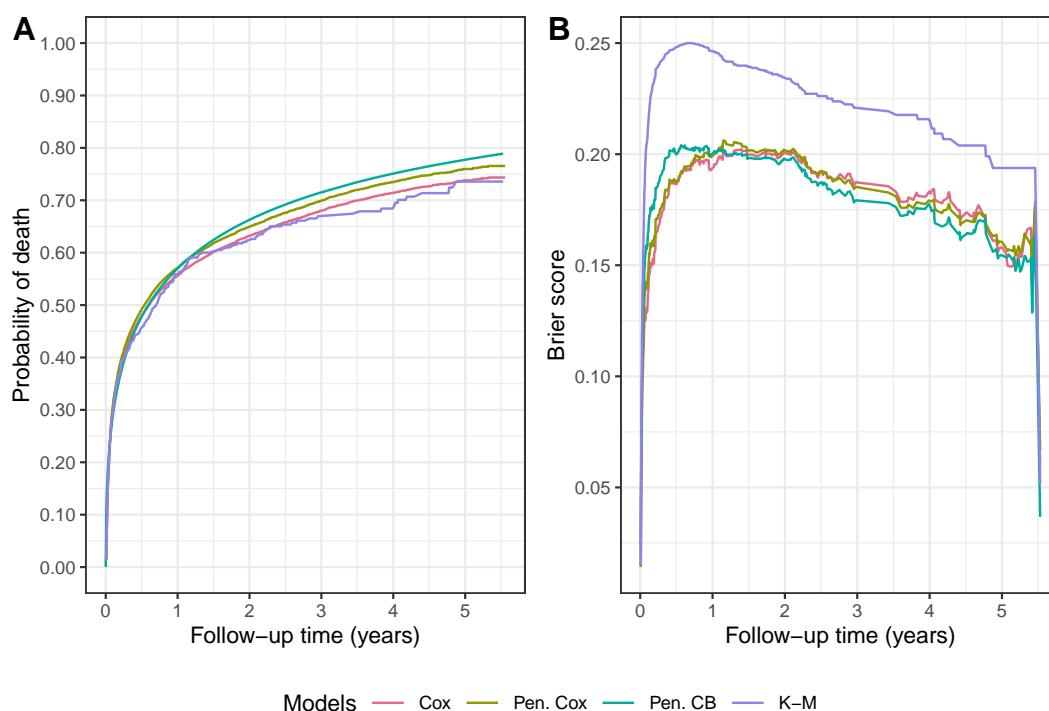 A
Probability of death
1.00
0.90
0.80
0.70
0.60
0.50
0.40
0.30
0.20
0.10
0.00
0 1 2 3 4 5
Follow−up time (years)
B
Brier score
0.25
0.20
0.15
0.10
0.05
0 1 2 3 4 5
Follow−up time (years)
Models Cox Pen. Cox Pen. CB K−M